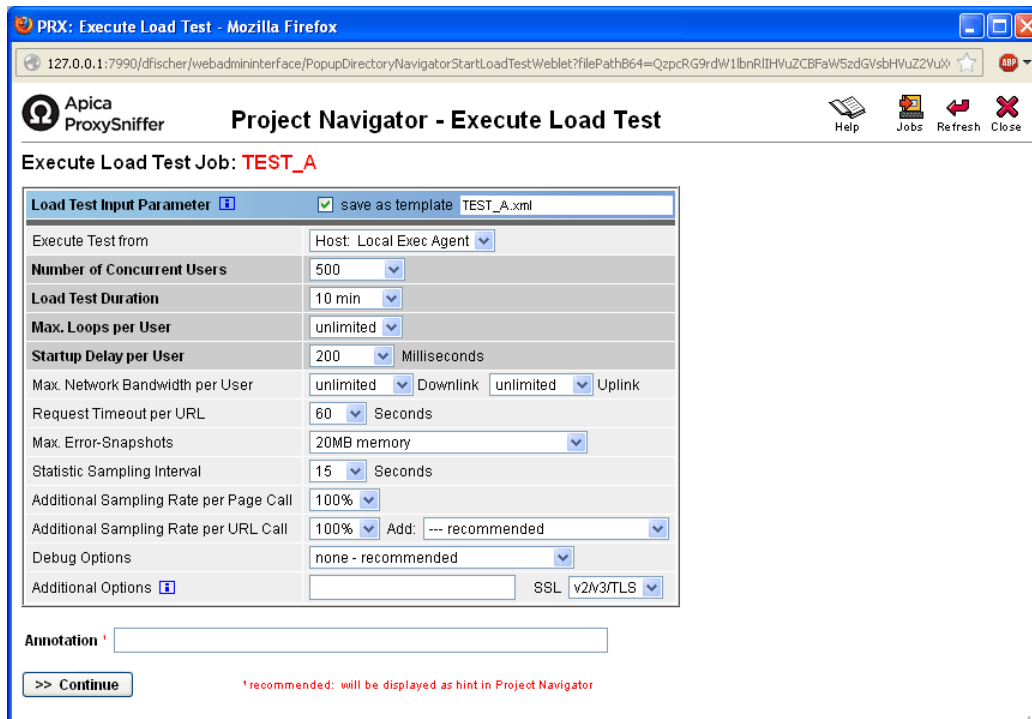 PRX: Execute Load Test - Mozilla Firefox
127.0.0.1:7990/dfischer/webadmininterface/PopupDirectoryNavigatorStartLoadTestWeblet?filePathB64=
ABP
Apica
ProxySniffer
Project Navigator - Execute Load Test
Help Jobs Refresh Close
Execute Load Test Job: TEST_A
Load Test Input Parameter i save as template TEST_A.xml
Execute Test from Host: Local Exec Agent
Number of Concurrent Users 500
Load Test Duration 10 min
Max. Loops per User unlimited
Startup Delay per User 200 Milliseconds
Max. Network Bandwidth per User unlimited Downlink unlimited Uplink
Request Timeout per URL 60 Seconds
Max. Error-Snapshots 20MB memory
Statistic Sampling Interval 15 Seconds
Additional Sampling Rate per Page Call 100%
Additional Sampling Rate per URL Call 100% Add: --- recommended
Debug Options none - recommended
Additional Options i SSL v2/v3/TLS
Annotation ¹
>> Continue
¹ recommended: will be displayed as hint in Project Navigator